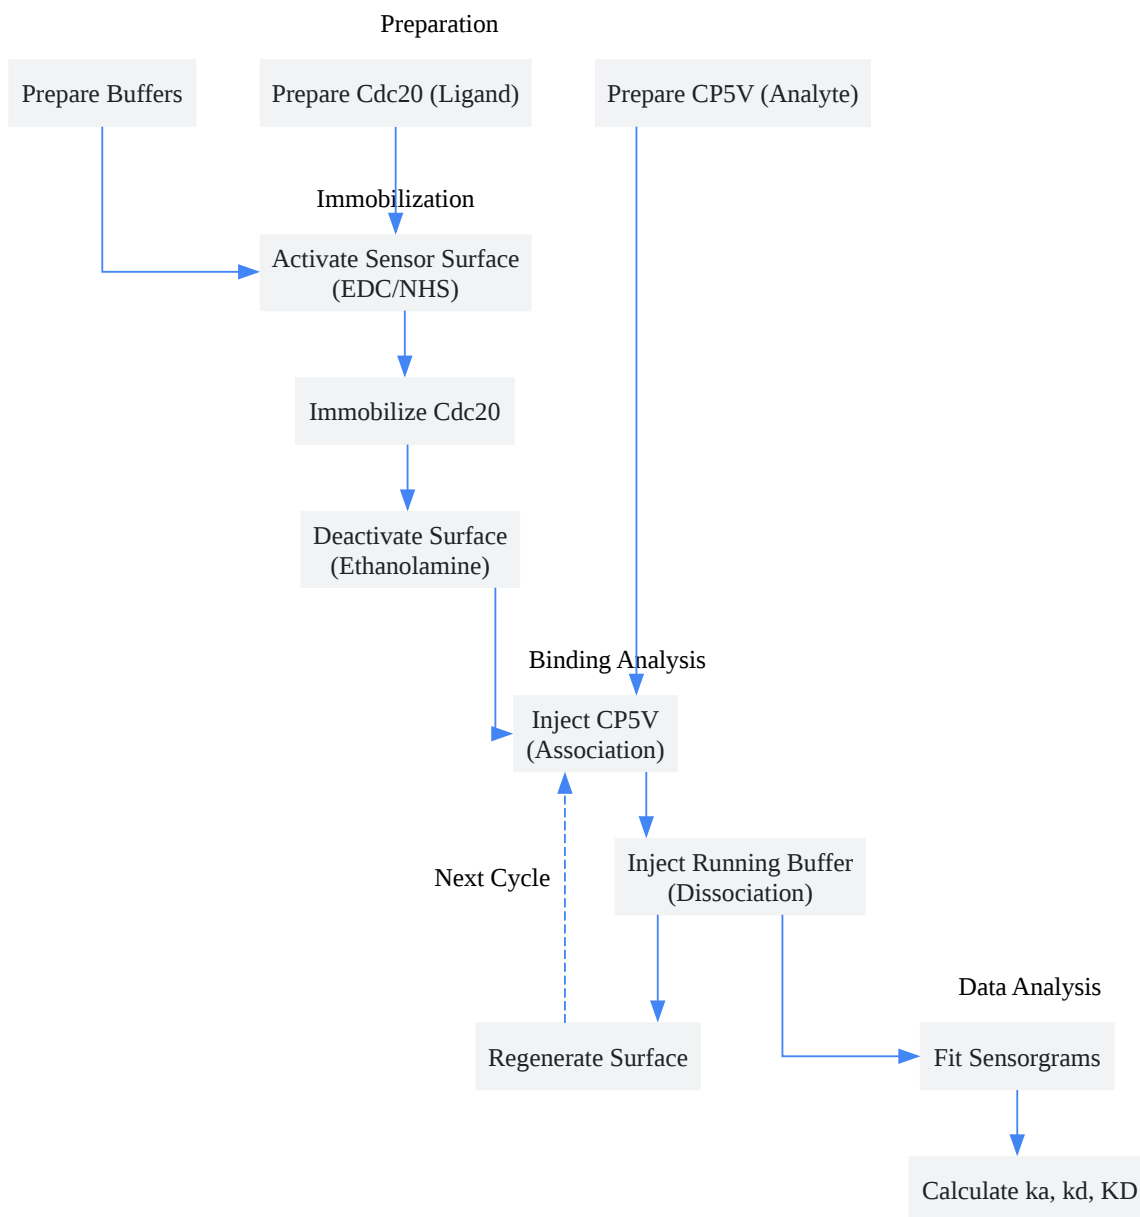 Preparation
Prepare Buffers
Prepare Cdc20 (Ligand)
Prepare CP5V (Analyte)
Immobilization
Activate Sensor Surface
(EDC/NHS)
Immobilize Cdc20
Deactivate Surface
(Ethanolamine)
Binding Analysis
Inject CP5V
(Association)
Inject Running Buffer
(Dissociation)
Next Cycle
Data Analysis
Regenerate Surface
Fit Sensorgrams
Calculate ka, kd, KD